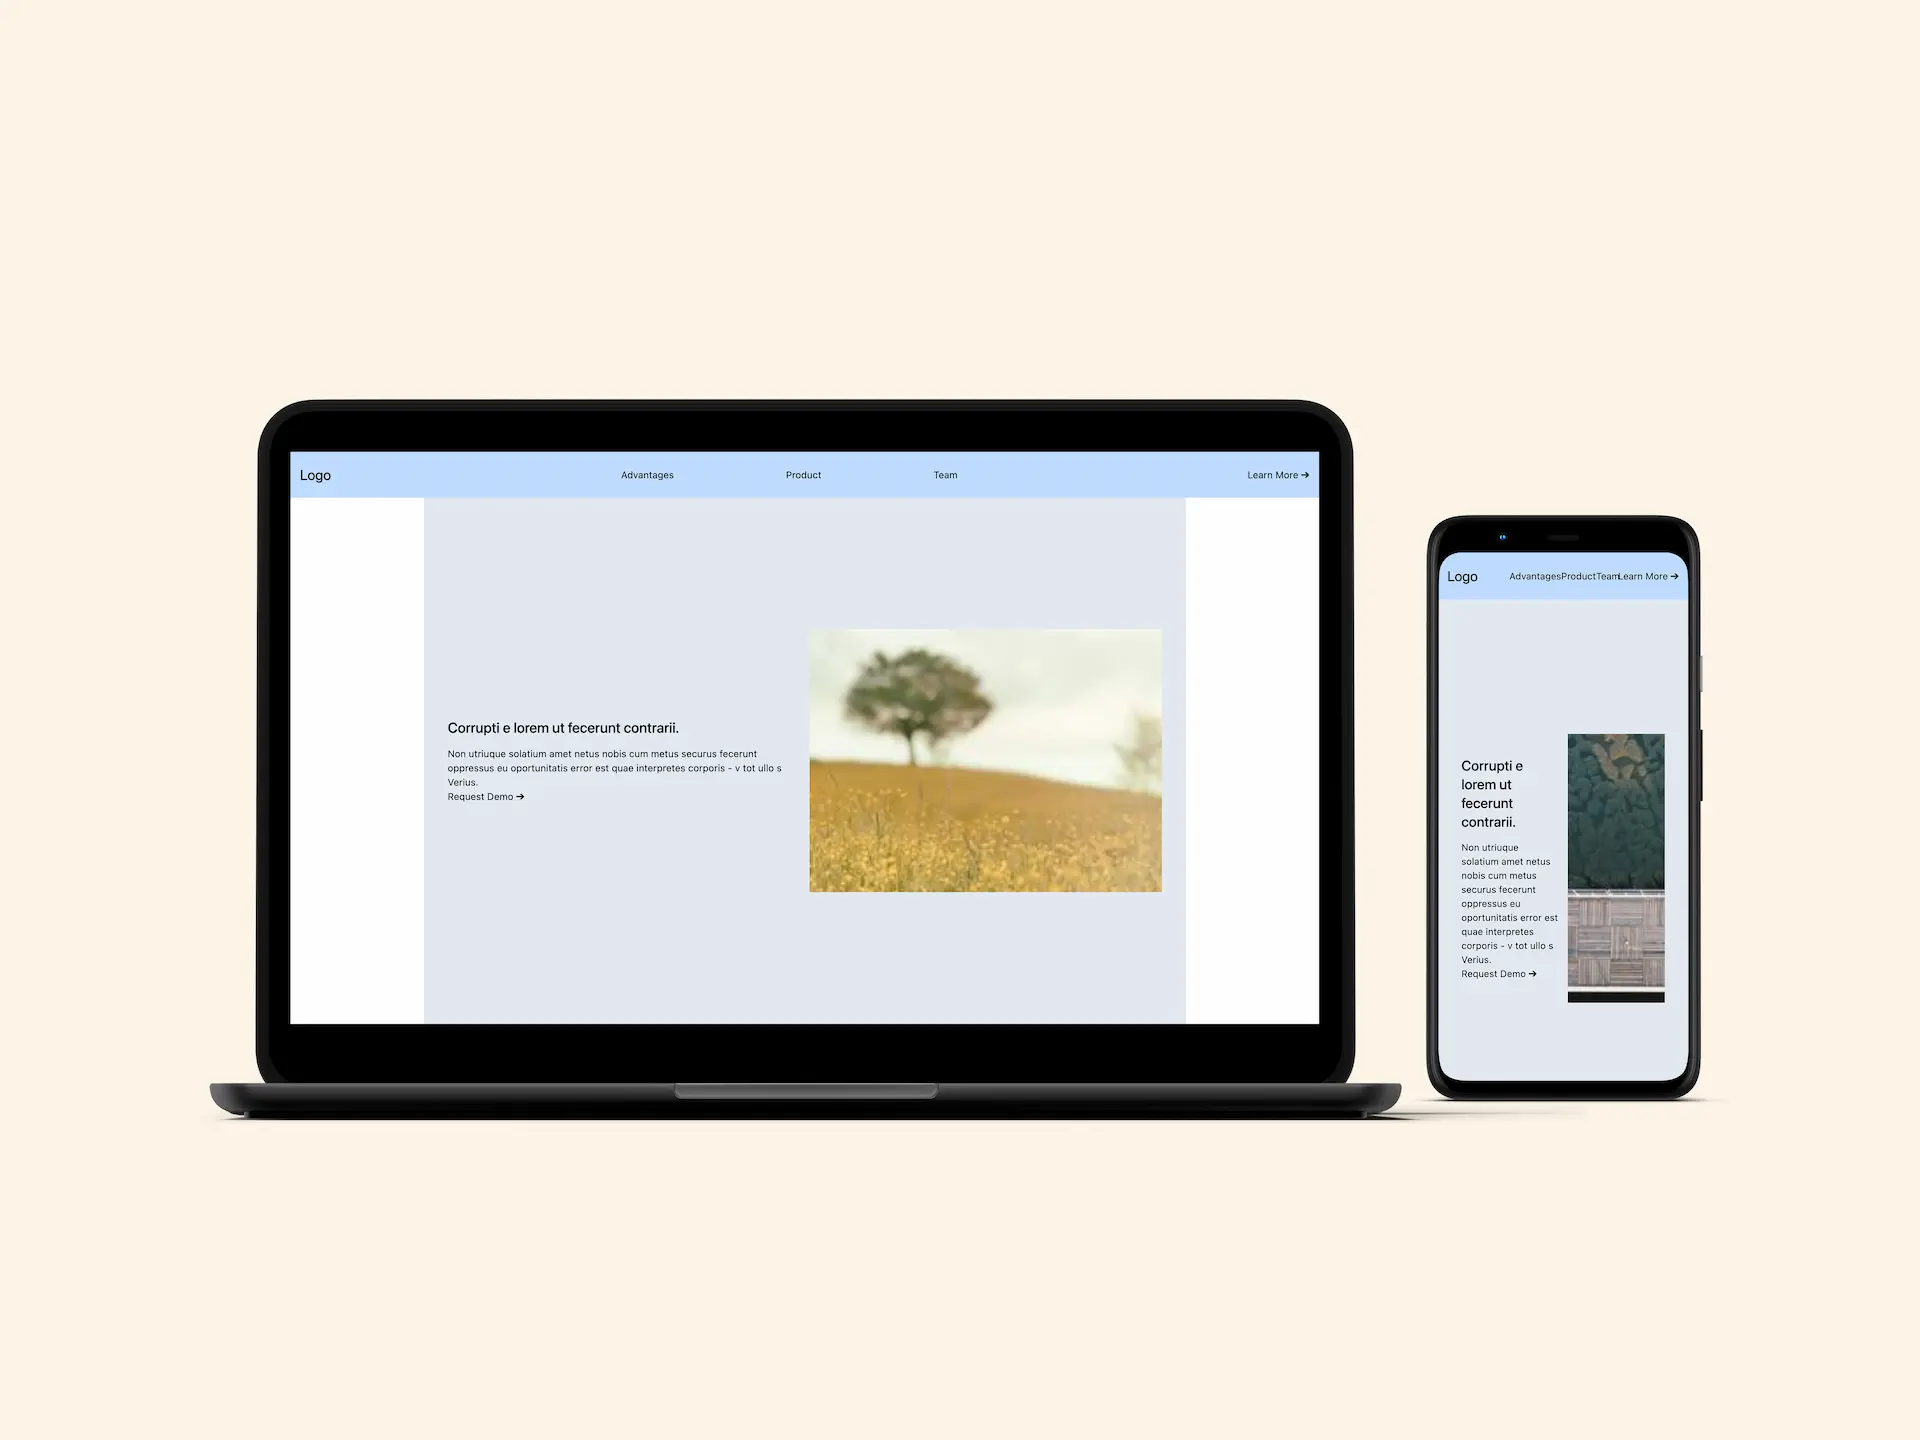 Logo
Advantages
Product
Team
Learn More →
Corrupti e lorem ut fecerunt contrarii.
Non utriuque solatium amet netus nobis cum metus securus fecerunt
oppressus eu oportunitatis error est quae interpretes corporis - v tot ullo s
Verius.
Request Demo →
Logo
AdvantagesProductTeamLearn More →
Corrupti e
lorem ut
fecerunt
contrarii.
Non utriuque
solatium amet netus
nobis cum metus
securus fecerunt
oppressus eu
oportunitatis error est
quae interpretes
corporis - v tot ullo s
Verius.
Request Demo →